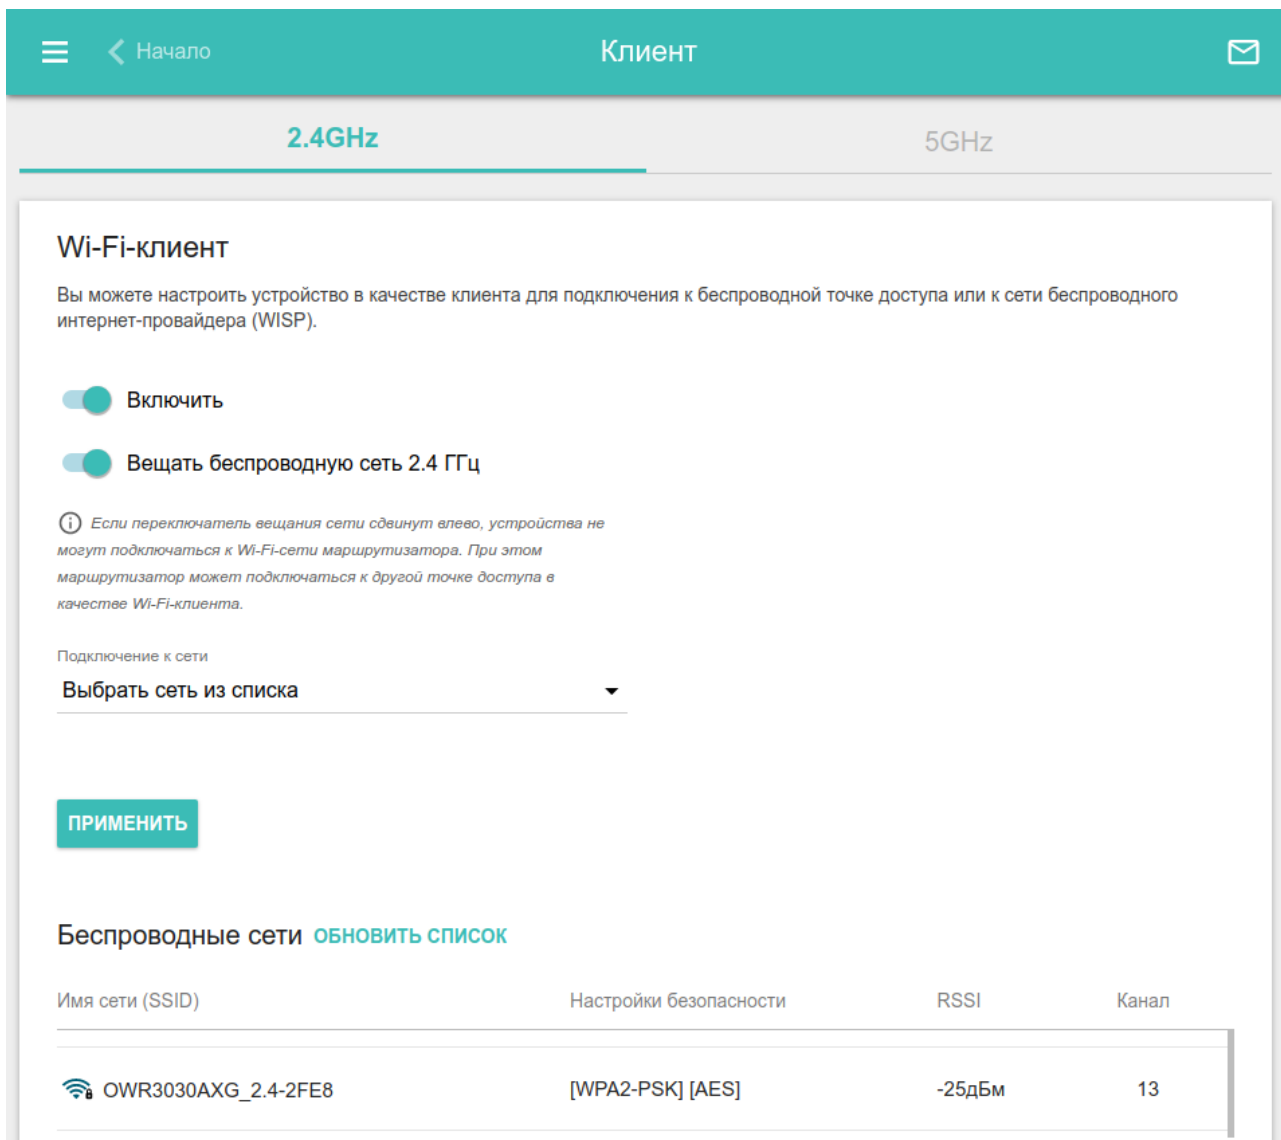 Начало
Клиент
2.4GHz
5GHz
Wi-Fi-клиент
Вы можете настроить устройство в качестве клиента для подключения к беспроводной точке доступа или к сети беспроводного
интернет-провайдера (WISP).
Включить
Вещать беспроводную сеть 2.4 ГГц
Если переключатель вещания сети сдвинут влево, устройства не
могут подключаться к Wi-Fi-сети маршрутизатора. При этом
маршрутизатор может подключаться к другой точке доступа в
качестве Wi-Fi-клиента.
Подключение к сети
Выбрать сеть из списка
ПРИМЕНИТЬ
Беспроводные сети ОБНОВИТЬ СПИСОК
Имя сети (SSID) Настройки безопасности RSSI Канал
OWR3030AXG_2.4-2FE8 [WPA2-PSK] [AES] -25дБм 13